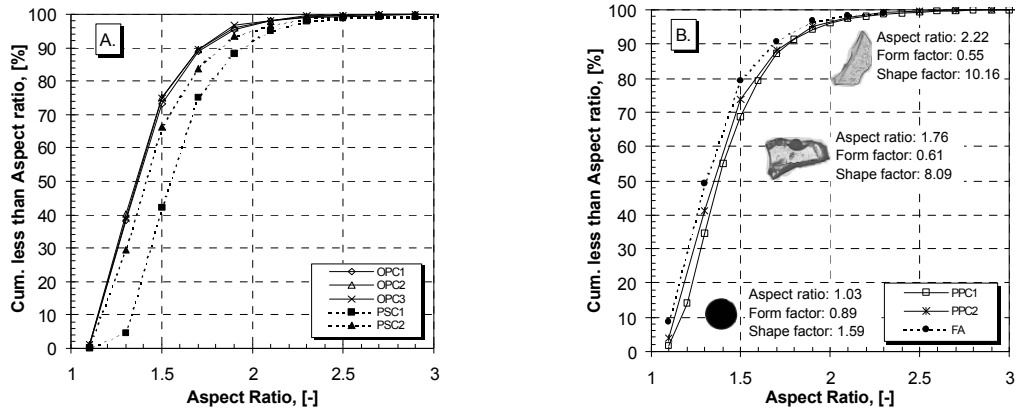 A.
Cum. less than Aspect ratio, [%]
100
90
80
70
60
50
40
30
20
10
0
OPC1
OPC2
OPC3
PSC1
PSC2
1
1.5
2
2.5
3
Aspect Ratio, [-]
B.
Cum. less than Aspect ratio, [%]
100
90
80
70
60
50
40
30
20
10
0
Aspect ratio: 2.22
Form factor: 0.55
Shape factor: 10.16
Aspect ratio: 1.76
Form factor: 0.61
Shape factor: 8.09
Aspect ratio: 1.03
Form factor: 0.89
Shape factor: 1.59
PPC1
PPC2
FA
1
1.5
2
2.5
3
Aspect Ratio, [-]